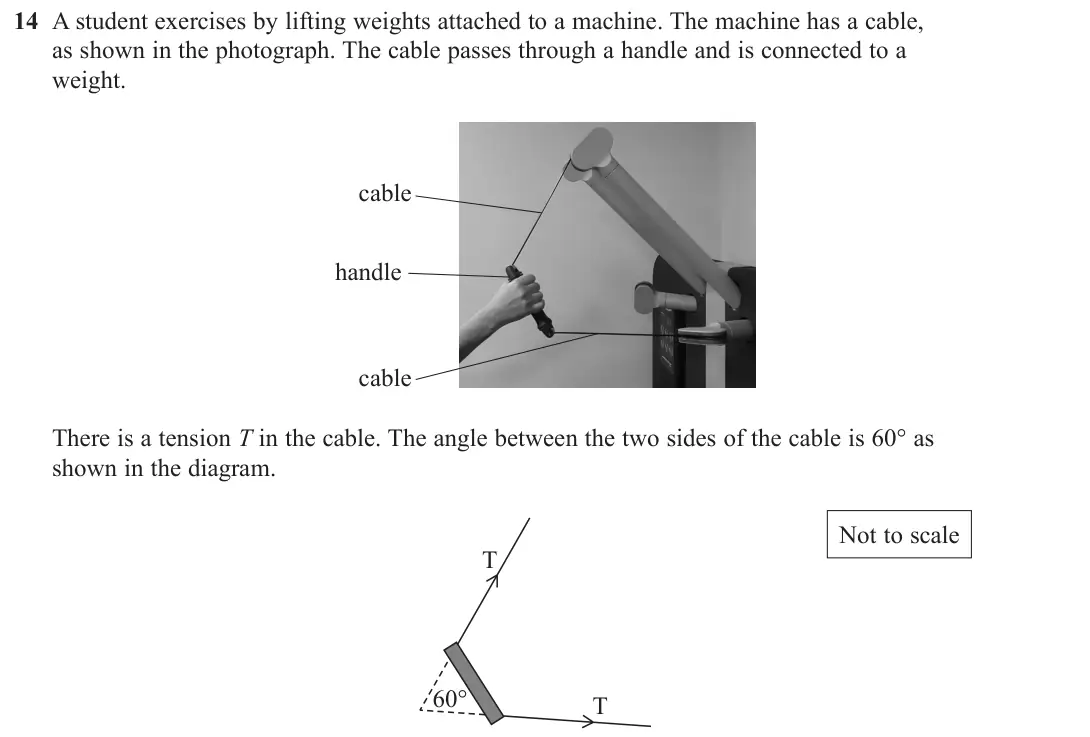 14 A student exercises by lifting weights attached to a machine. The machine has a cable,
as shown in the photograph. The cable passes through a handle and is connected to a
weight.
cable
handle
cable
There is a tension T in the cable. The angle between the two sides of the cable is 60° as
shown in the diagram.
Not to scale
T
60°
T